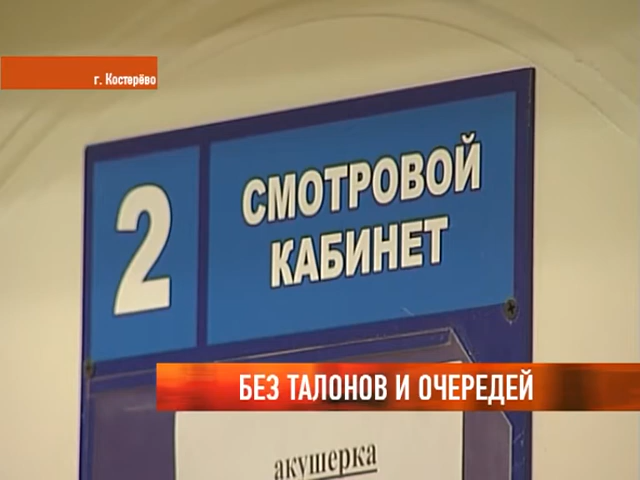 г. Костерёво
2
СМОТРОВОЙ
КАБИНЕТ
БЕЗ ТАЛОНОВ И ОЧЕРЕДЕЙ
акушерка